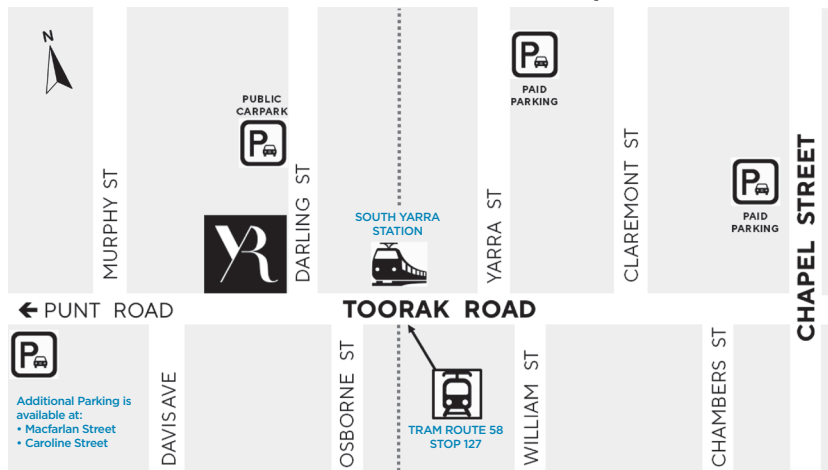 N
PUBLIC
CARPARK
P
P
PAID
PARKING
P
PAID
PARKING
MURPHY ST
YR
DARLING ST
SOUTH YARRA
STATION
YARRA ST
CLAREMONT ST
CHAPEL STREET
PUNT ROAD
TOORAK ROAD
P
Additional Parking is
available at:
• Macfarlan Street
• Caroline Street
DAVIS AVE
OSBORNE ST
TRAM ROUTE 58
STOP 127
WILLIAM ST
CHAMBERS ST